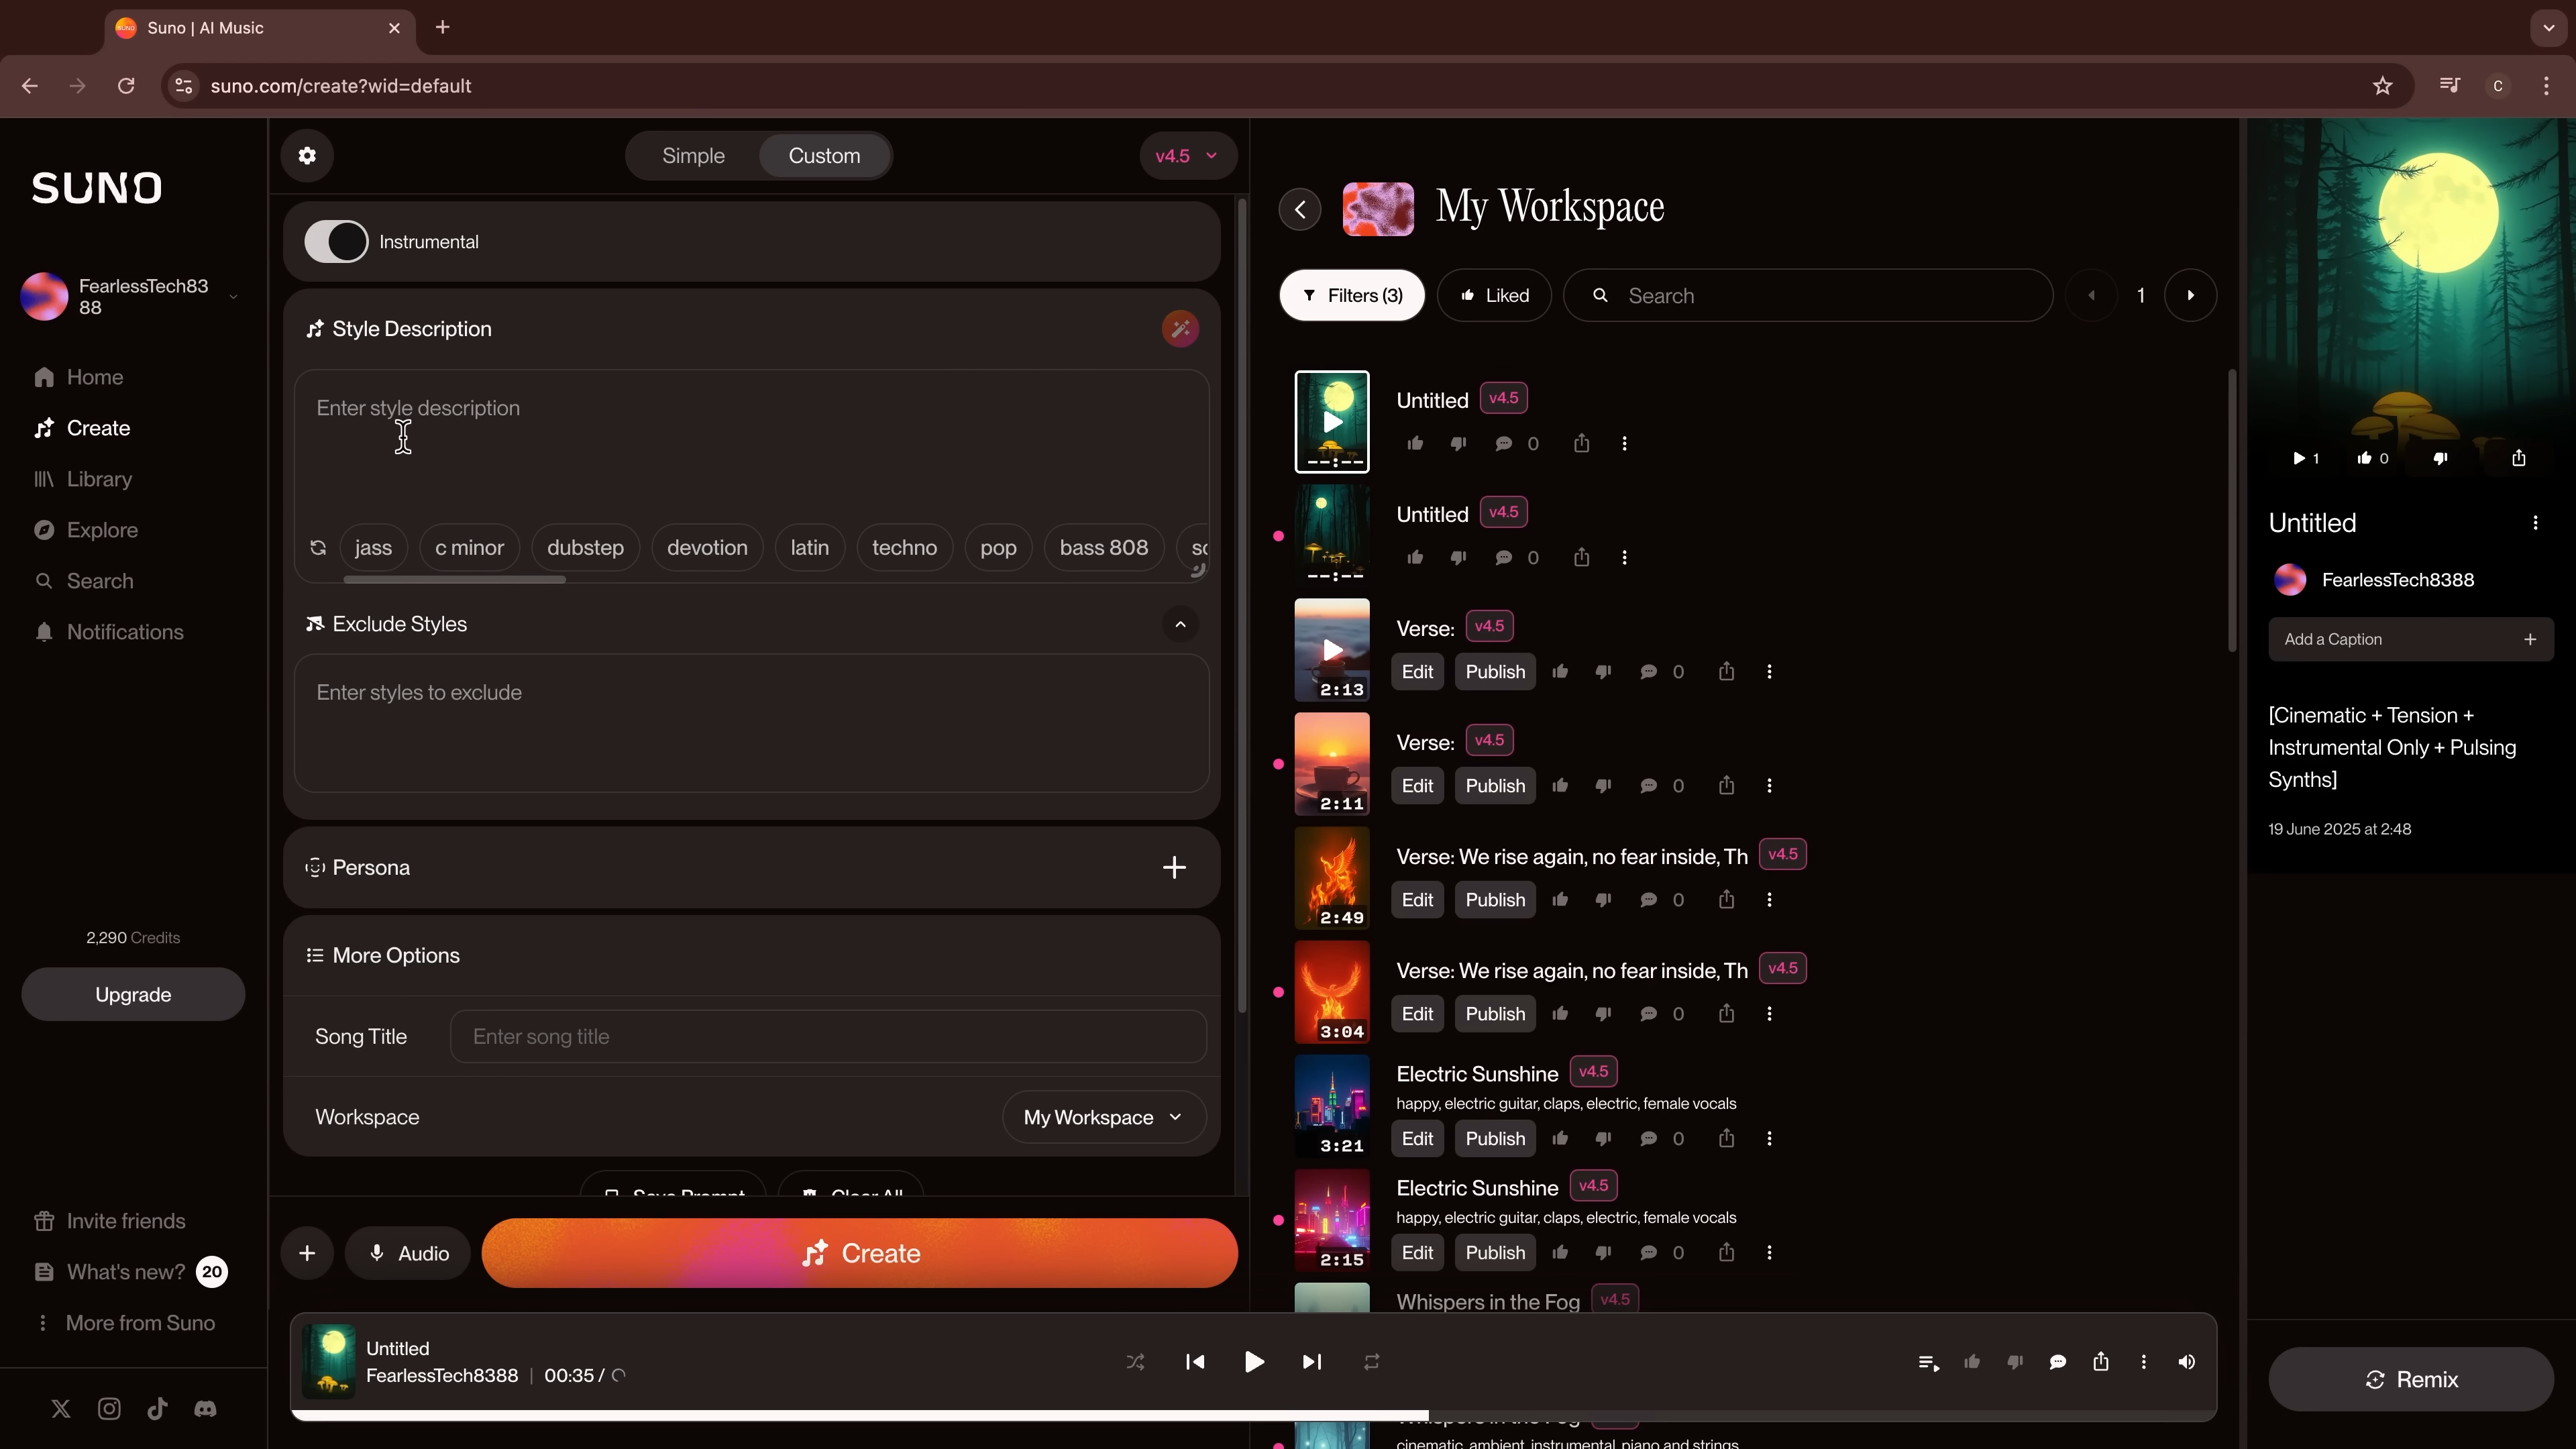 Suno | AI Music
suno.com/create?wid=default
C
SUNO
FearlessTech83
88
Home
Create
Library
Explore
Search
Notifications
2,290 Credits
Upgrade
Invite friends
What's new? 20
More from Suno
Simple
Custom
v4.5
Instrumental
Style Description
Enter style description
jass
c minor
dubstep
devotion
latin
techno
pop
bass 808
Exclude Styles
Enter styles to exclude
Persona
More Options
Song Title
Enter song title
Workspace
My Workspace
Save Prompt
Clear All
Audio
Create
My Workspace
Filters (3)
Liked
Search
1
Untitled v4.5
0
--:--
Untitled v4.5
0
--:--
Verse: v4.5
Edit Publish 0
2:13
Verse: v4.5
Edit Publish 0
2:11
Verse: We rise again, no fear inside, Th v4.5
Edit Publish 0
2:49
Verse: We rise again, no fear inside, Th v4.5
Edit Publish 0
3:04
Electric Sunshine v4.5
happy, electric guitar, claps, electric, female vocals
Edit Publish 0
3:21
Electric Sunshine v4.5
happy, electric guitar, claps, electric, female vocals
Edit Publish 0
2:15
Whispers in the Fog v4.5
Whispers in the Fog
cinematic, ambient, instrumental, piano and strings
Untitled
FearlessTech8388 | 00:35 /
1
0
Untitled
FearlessTech8388
Add a Caption
[Cinematic + Tension +
Instrumental Only + Pulsing
Synths]
19 June 2025 at 2:48
Remix